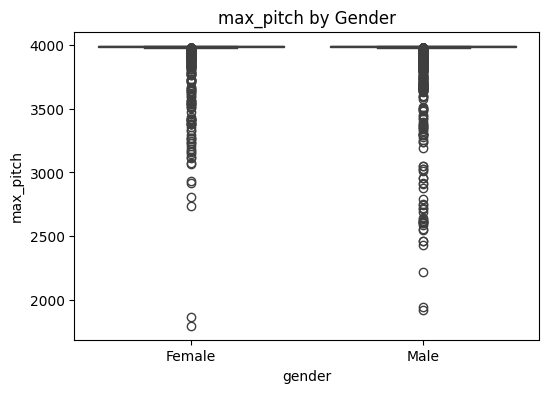 max_pitch by Gender
4000
3500
3000
2500
2000
max_pitch
Female
Male
gender